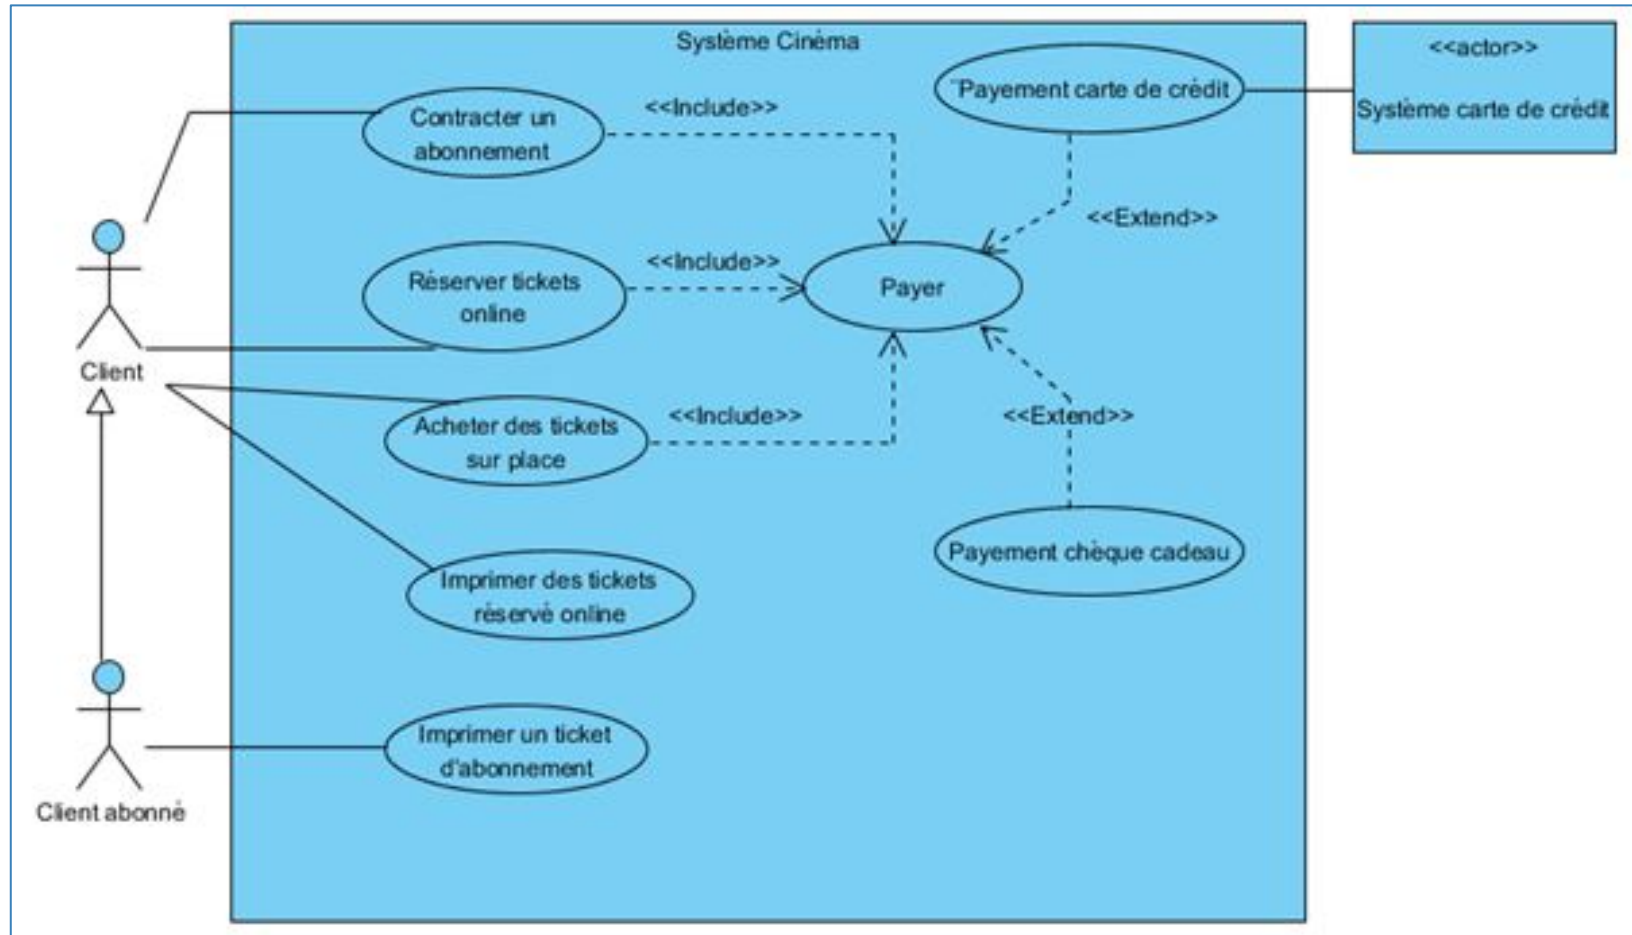 Système Cinéma
<<actor>>
Système carte de crédit
¨Payement carte de crédit
Contracter un
abonnement
<<Include>>
<<Extend>>
Réserver tickets
online
<<Include>>
Payer
Client
Acheter des tickets
sur place
<<Include>>
<<Extend>>
Payement chèque cadeau
Imprimer des tickets
réservé online
Imprimer un ticket
d'abonnement
Client abonné